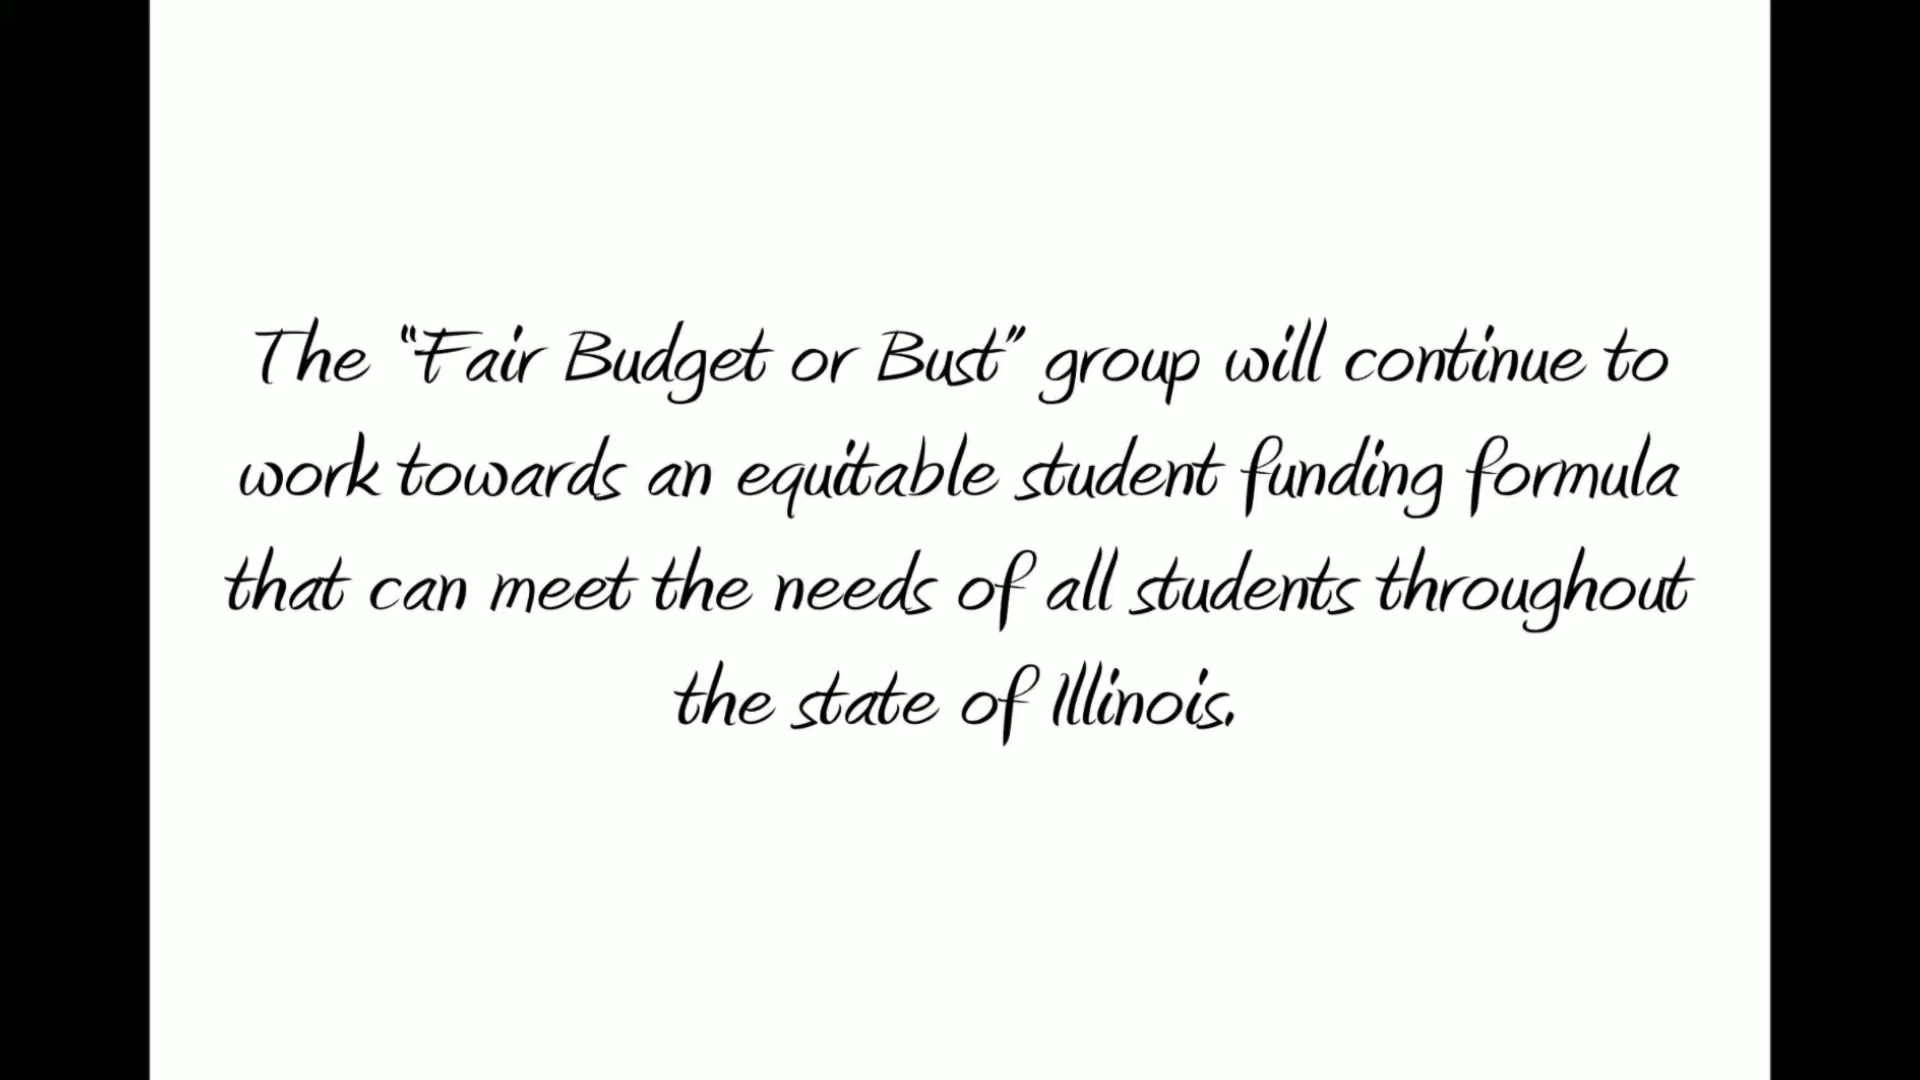 The “Fair Budget or Bust” group will continue to
work towards an equitable student funding formula
that can meet the needs of all students throughout
the state of Illinois.